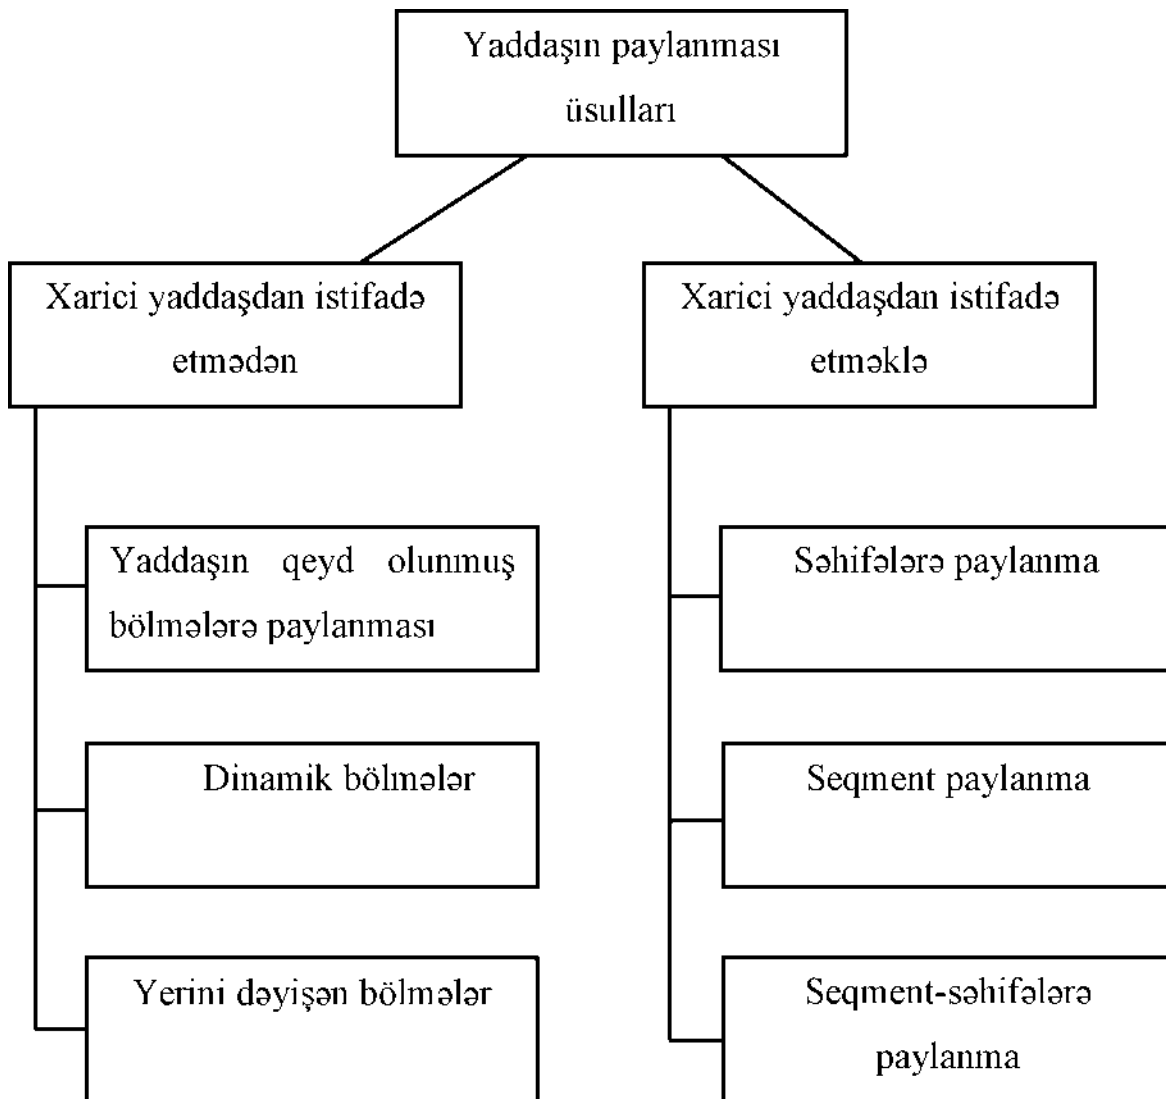 Yaddaşın paylanması
üsulları
Xarici yaddaşdan istifadə
etmədən
Xarici yaddaşdan istifadə
etməklə
Yaddaşın qeyd olunmuş
bölmələrə paylanması
Səhifələrə paylanma
Dinamik bölmələr
Seqment paylanma
Yerini dəyişən bölmələr
Seqment-səhifələrə
paylanma